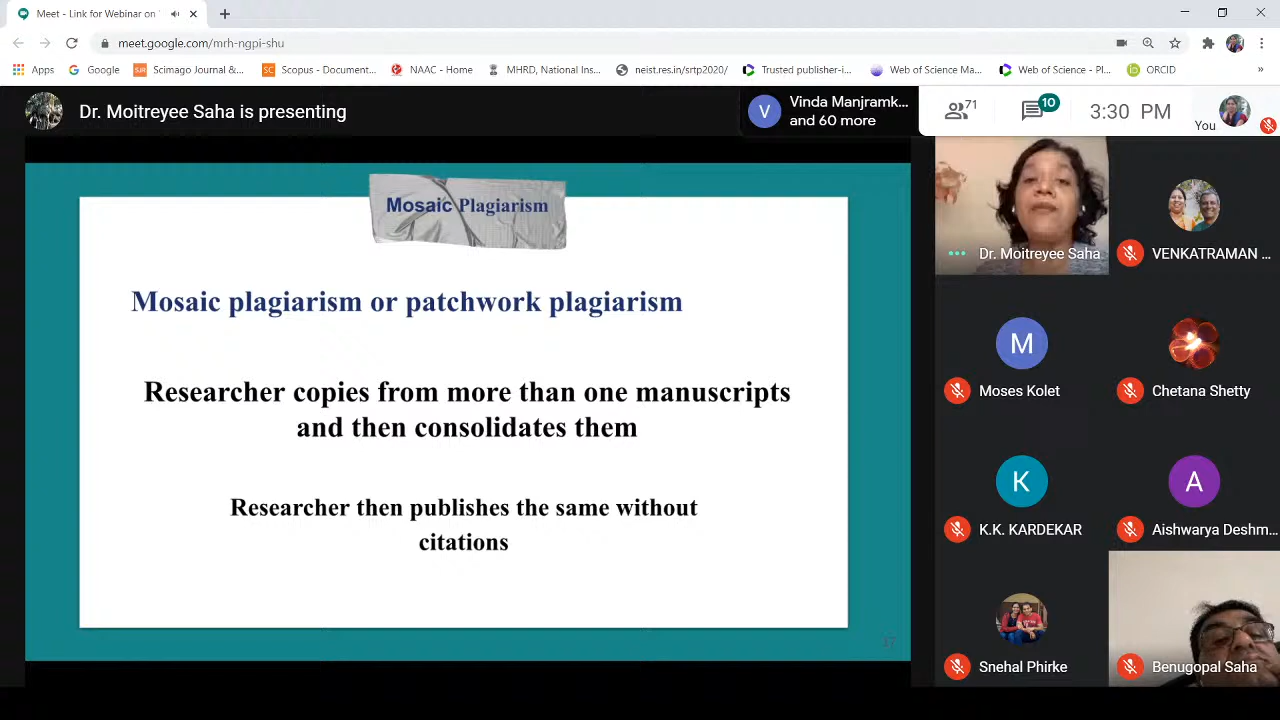 Meet - Link for Webinar on
meet.google.com/mrh-ngpi-shu
Apps
Google
SJR
Scimago Journal &...
SC
Scopus - Document...
NAAC - Home
MHRD, National Ins...
neist.res.in/srtp2020/
Trusted publisher-i...
Web of Science Ma...
Web of Science - Pl...
iD
ORCID
»
Dr. Moitreyee Saha is presenting
V
Vinda Manjramk...
and 60 more
71
10
3:30 PM
You
Mosaic Plagiarism
Mosaic plagiarism or patchwork plagiarism
Researcher copies from more than one manuscripts
and then consolidates them
Researcher then publishes the same without
citations
17
Dr. Moitreyee Saha
VENKATRAMAN ...
M
Moses Kolet
Chetana Shetty
K
K.K. KARDEKAR
A
Aishwarya Deshm...
Snehal Phirke
Benugopal Saha